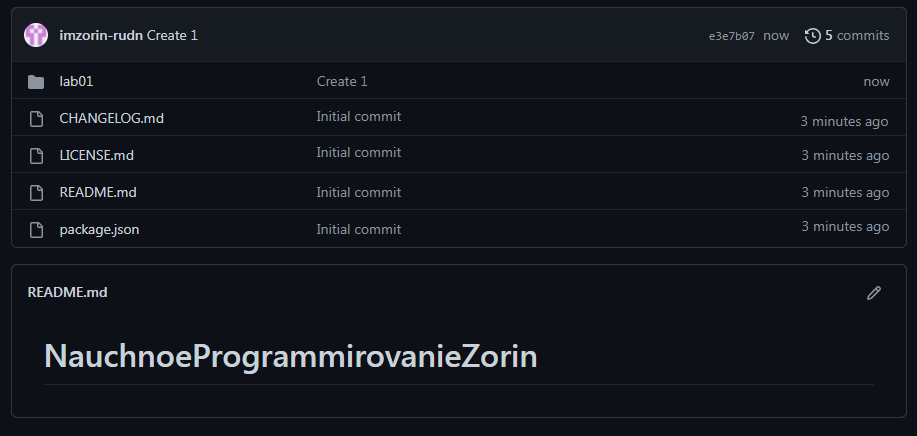 imzorin-rudn Create 1 e3e7b07 now 5 commits
lab01 Create 1 now
CHANGELOG.md Initial commit 3 minutes ago
LICENSE.md Initial commit 3 minutes ago
README.md Initial commit 3 minutes ago
package.json Initial commit 3 minutes ago
README.md
NauchnoeProgrammirovanieZorin